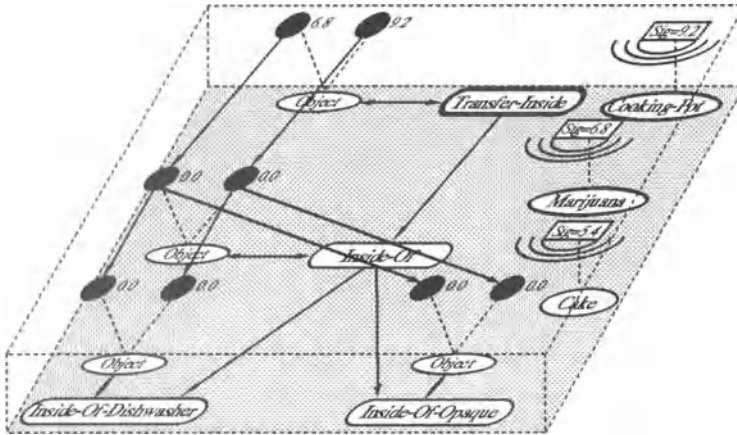 6.8
9.2
Sig=9.2
Object
Transfer-Inside
Cooking-Pot
Sig=6.8
0.0
0.0
Marijuana
Sig=5.4
Object
Inside-Of
0.0
0.0
0.0
0.0
Cake
Object
Object
Inside-Of-Dishwasher
Inside-Of-Opaque